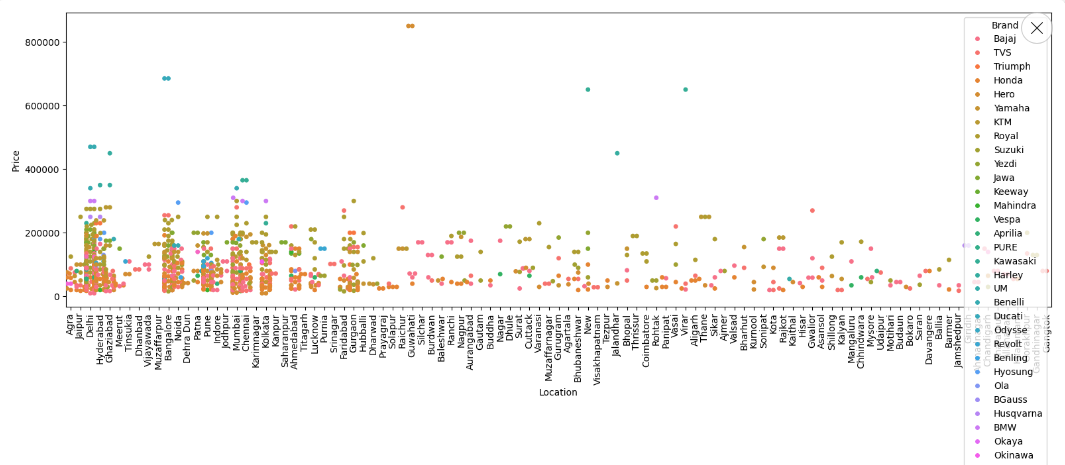 800000
600000
400000
200000
0
Price
Agra
Jaipur
Delhi
Hyderabad
Ghaziabad
Meerut
Tinsukia
Dhanbad
Vijayawada
Muzaffarpur
Bangalore
Noida
Dehra Dun
Patna
Pune
Indore
Jodhpur
Mumbai
Chennai
Karimnagar
Kolkata
Kanpur
Saharanpur
Ahmedabad
Titagarh
Lucknow
Purnia
Srinagar
Faridabad
Gurgaon
Hubballi
Dharwad
Prayagraj
Solapur
Raichur
Guwahati
Silchar
Burdwan
Baleshwar
Ranchi
Nagpur
Aurangabad
Gautam
Buddha
Nagar
Dhule
Surat
Cuttack
Varanasi
Muzaffarnagar
Gurugram
Agartala
Bhubaneshwar
New
Visakhapatnam
Tezpur
Jalandhar
Bhopal
Thrissur
Coimbatore
Rohtak
Panipat
Vasai
Virar
Aligarh
Thane
Sikar
Ajmer
Valsad
Bharuch
Kurnool
Sonipat
Kota
Rajkot
Kaithal
Hisar
Gwalior
Asansol
Shillong
Kalyan
Mangaluru
Chhindwara
Mysore
Udaipur
Motihari
Budaun
Bokaro
Sangli
Davangere
Ballia
Barmer
Jamshedpur
Gangtok
Location
Brand
Bajaj
TVS
Triumph
Honda
Hero
Yamaha
KTM
Royal
Suzuki
Yezdi
Jawa
Keeway
Mahindra
Vespa
Aprilia
PURE
Kawasaki
Harley
UM
Benelli
Ducati
Odysse
Revolt
Benling
Hyosung
Ola
BGauss
Husqvarna
BMW
Okaya
Okinawa